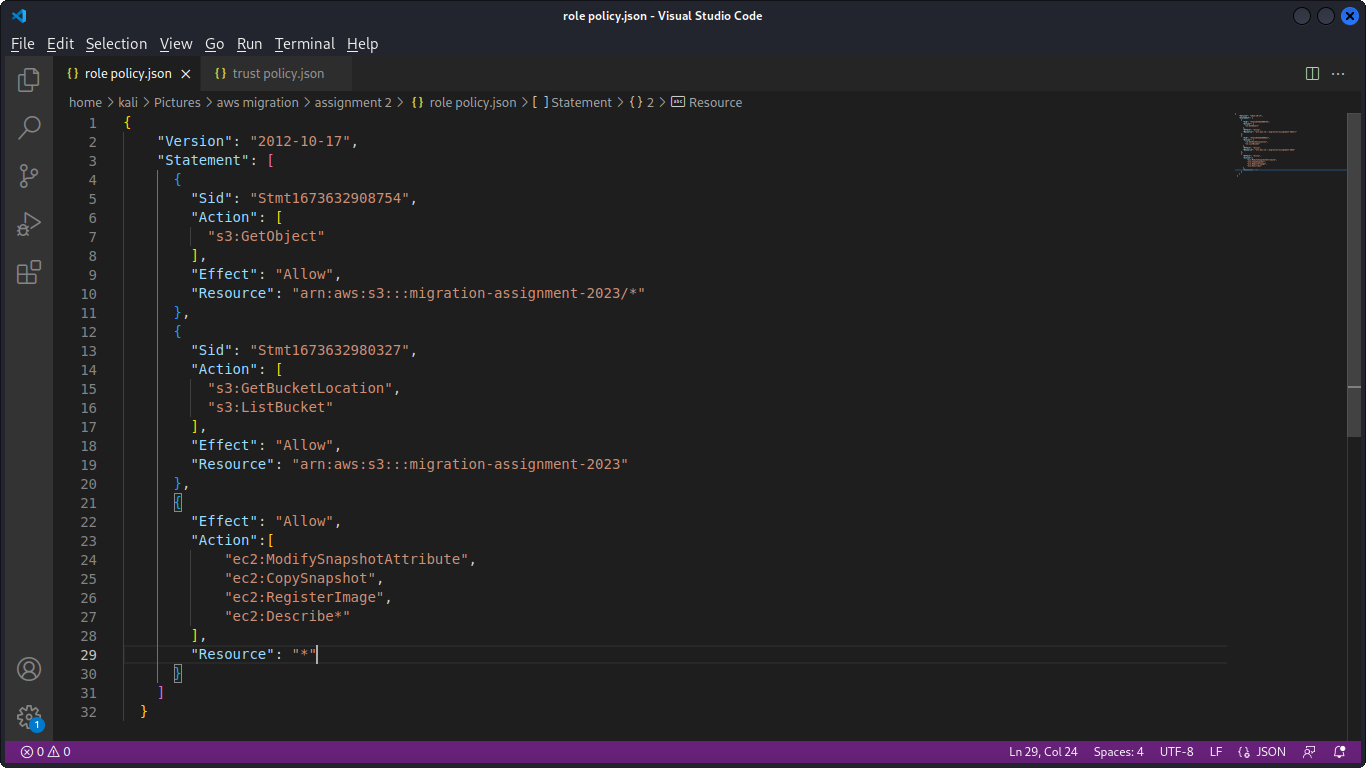 role policy.json - Visual Studio Code
File Edit Selection View Go Run Terminal Help
{} role policy.json × {} trust policy.json ···
home > kali > Pictures > aws migration > assignment 2 > {} role policy.json > [ ] Statement > {} 2 > abc Resource
1 {
2     "Version": "2012-10-17",
3     "Statement": [
4       {
5         "Sid": "Stmt1673632908754",
6         "Action": [
7           "s3:GetObject"
8         ],
9         "Effect": "Allow",
10         "Resource": "arn:aws:s3:::migration-assignment-2023/*"
11       },
12       {
13         "Sid": "Stmt1673632980327",
14         "Action": [
15           "s3:GetBucketLocation",
16           "s3:ListBucket"
17         ],
18         "Effect": "Allow",
19         "Resource": "arn:aws:s3:::migration-assignment-2023"
20       },
21       {
22         "Effect": "Allow",
23         "Action":[
24             "ec2:ModifySnapshotAttribute",
25             "ec2:CopySnapshot",
26             "ec2:RegisterImage",
27             "ec2:Describe*"
28         ],
29         "Resource": "*"
30       }
31     ]
32   }
1
0 0 Ln 29, Col 24 Spaces: 4 UTF-8 LF {} JSON